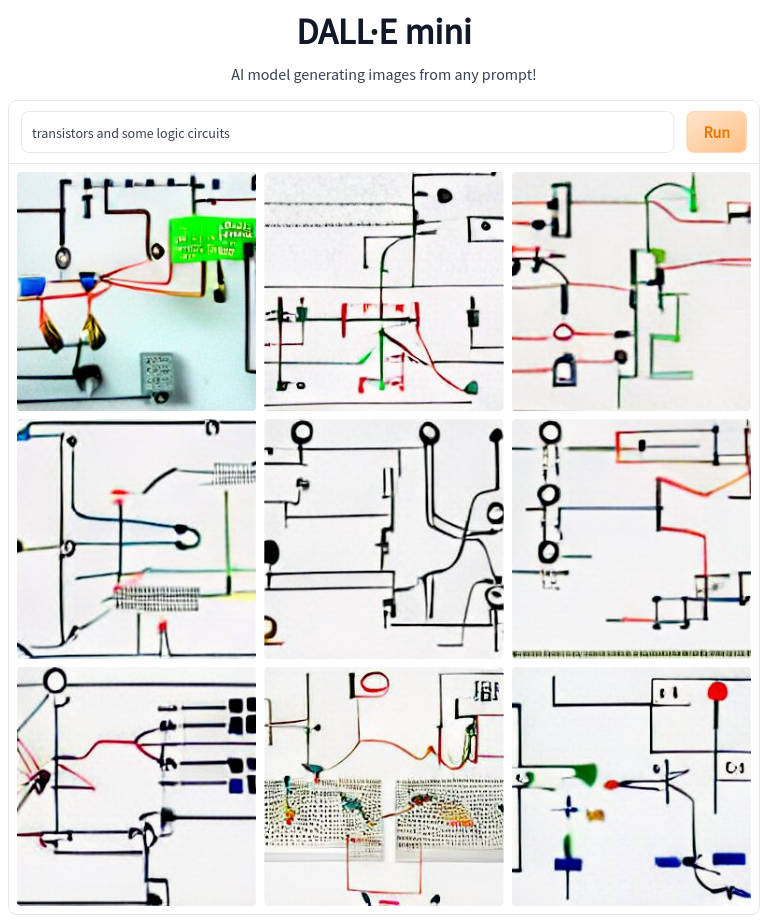 DALL·E mini
AI model generating images from any prompt!
transistors and some logic circuits
Run